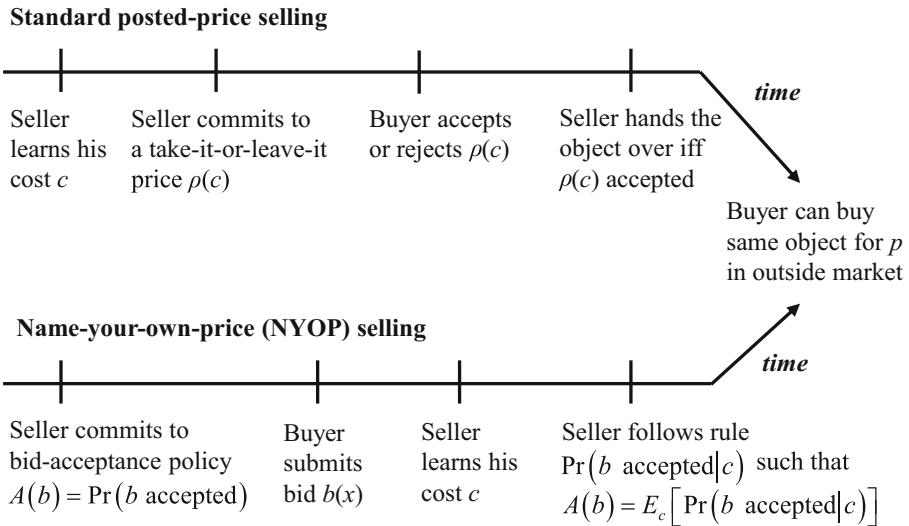 Standard posted-price selling
time
Seller
learns his
cost c
Seller commits to
a take-it-or-leave-it
price ρ(c)
Buyer accepts
or rejects ρ(c)
Seller hands the
object over iff
ρ(c) accepted
Buyer can buy
same object for p
in outside market
Name-your-own-price (NYOP) selling
time
Seller commits to
bid-acceptance policy
A(b) = Pr(b accepted)
Buyer
submits
bid b(x)
Seller
learns his
cost c
Seller follows rule
Pr(b accepted|c) such that
A(b) = E_c[Pr(b accepted|c)]